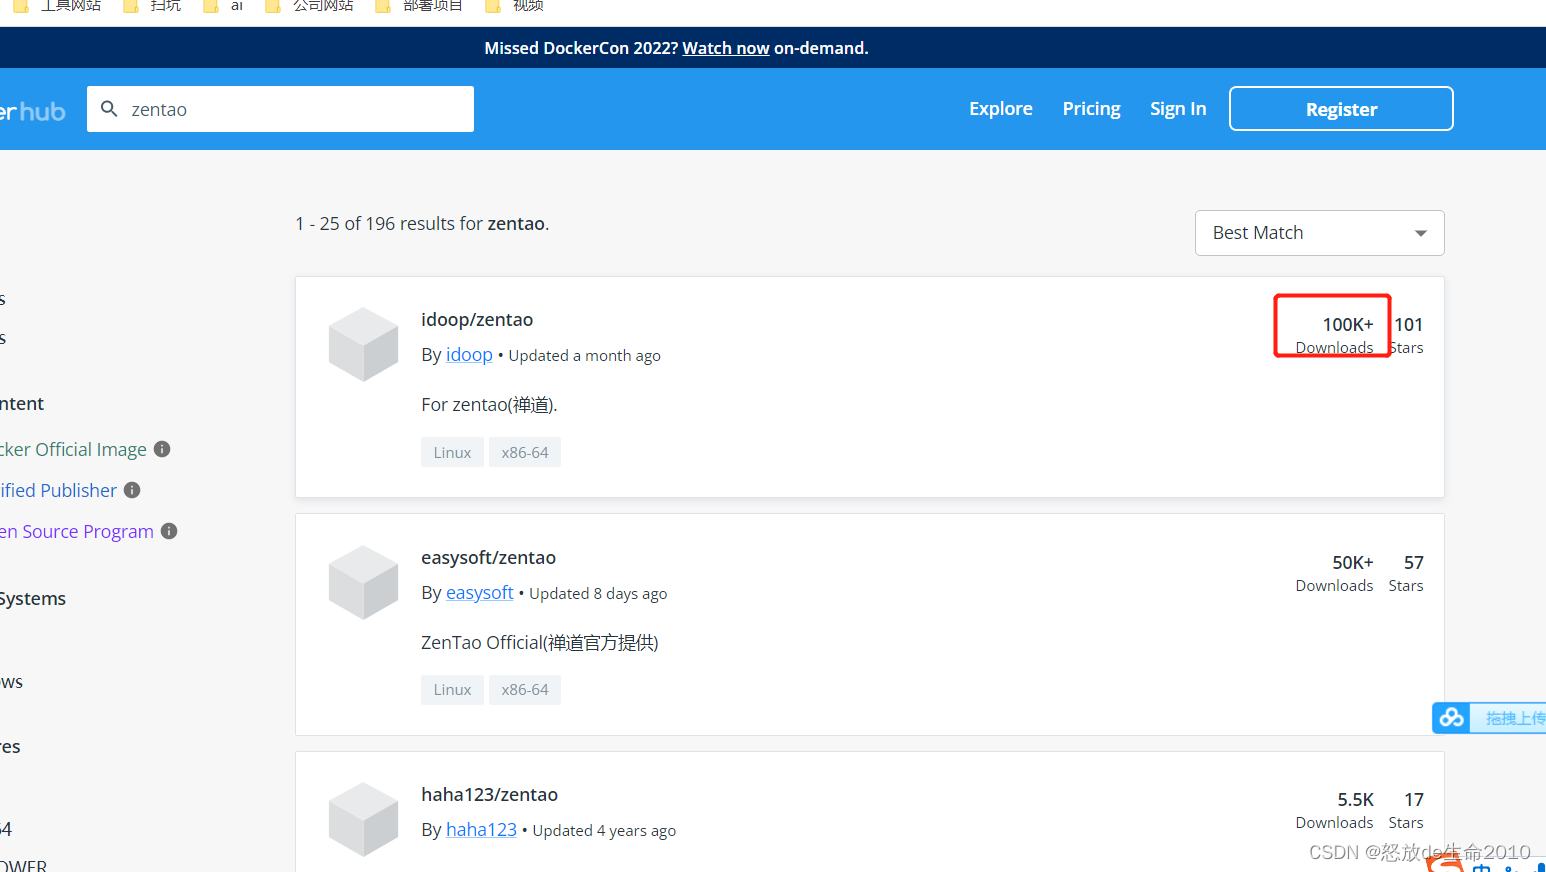 工具网站 扫坑 ai 公司网站 部署项目 视频
Missed DockerCon 2022? Watch now on-demand.
er hub
zentao
Explore Pricing Sign In Register
1 - 25 of 196 results for zentao.
Best Match
s
s
ntent
cker Official Image
ified Publisher
en Source Program
Systems
ows
res
64
OWER
idoop/zentao
By idoop • Updated a month ago
For zentao(禅道).
Linux x86-64
100K+ 101
Downloads Stars
easysoft/zentao
By easysoft • Updated 8 days ago
ZenTao Official(禅道官方提供)
Linux x86-64
50K+ 57
Downloads Stars
拖拽上传
haha123/zentao
By haha123 • Updated 4 years ago
5.5K 17
Downloads Stars
CSDN @怒放de生命2010
中